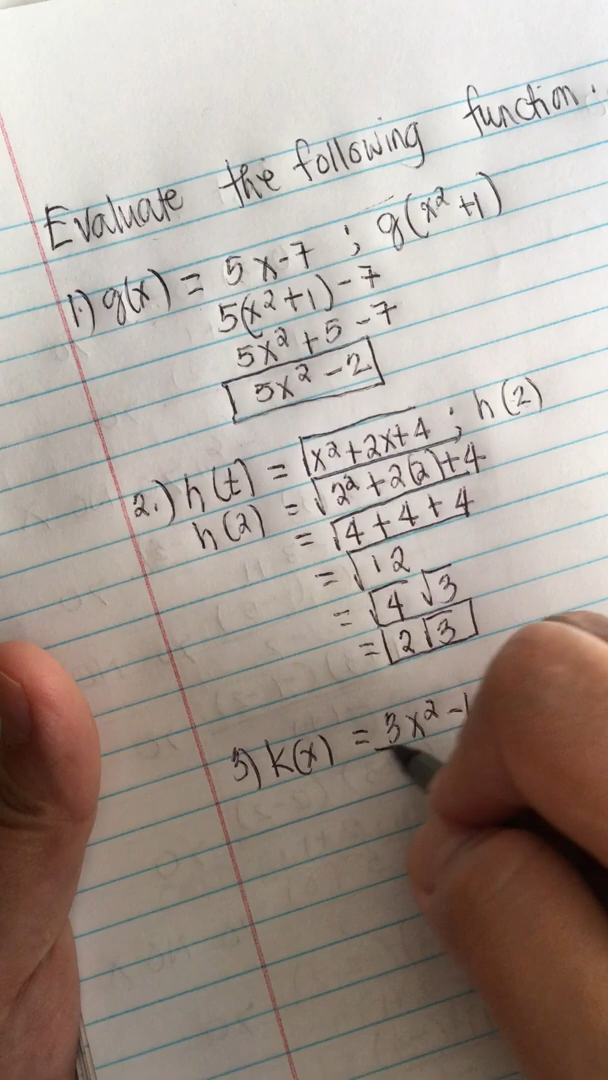 Evaluate the following function:
1.) g(x) = 5x-7 ; g(x²+1)
5(x²+1)-7
5x²+5-7
5x²-2
2.) h(t) = √x²+2x+4 ; h(2)
h(2) = √2²+2(2)+4
= √4+4+4
= √12
= √4 √3
= 2√3
3) k(x) = 3x²-1